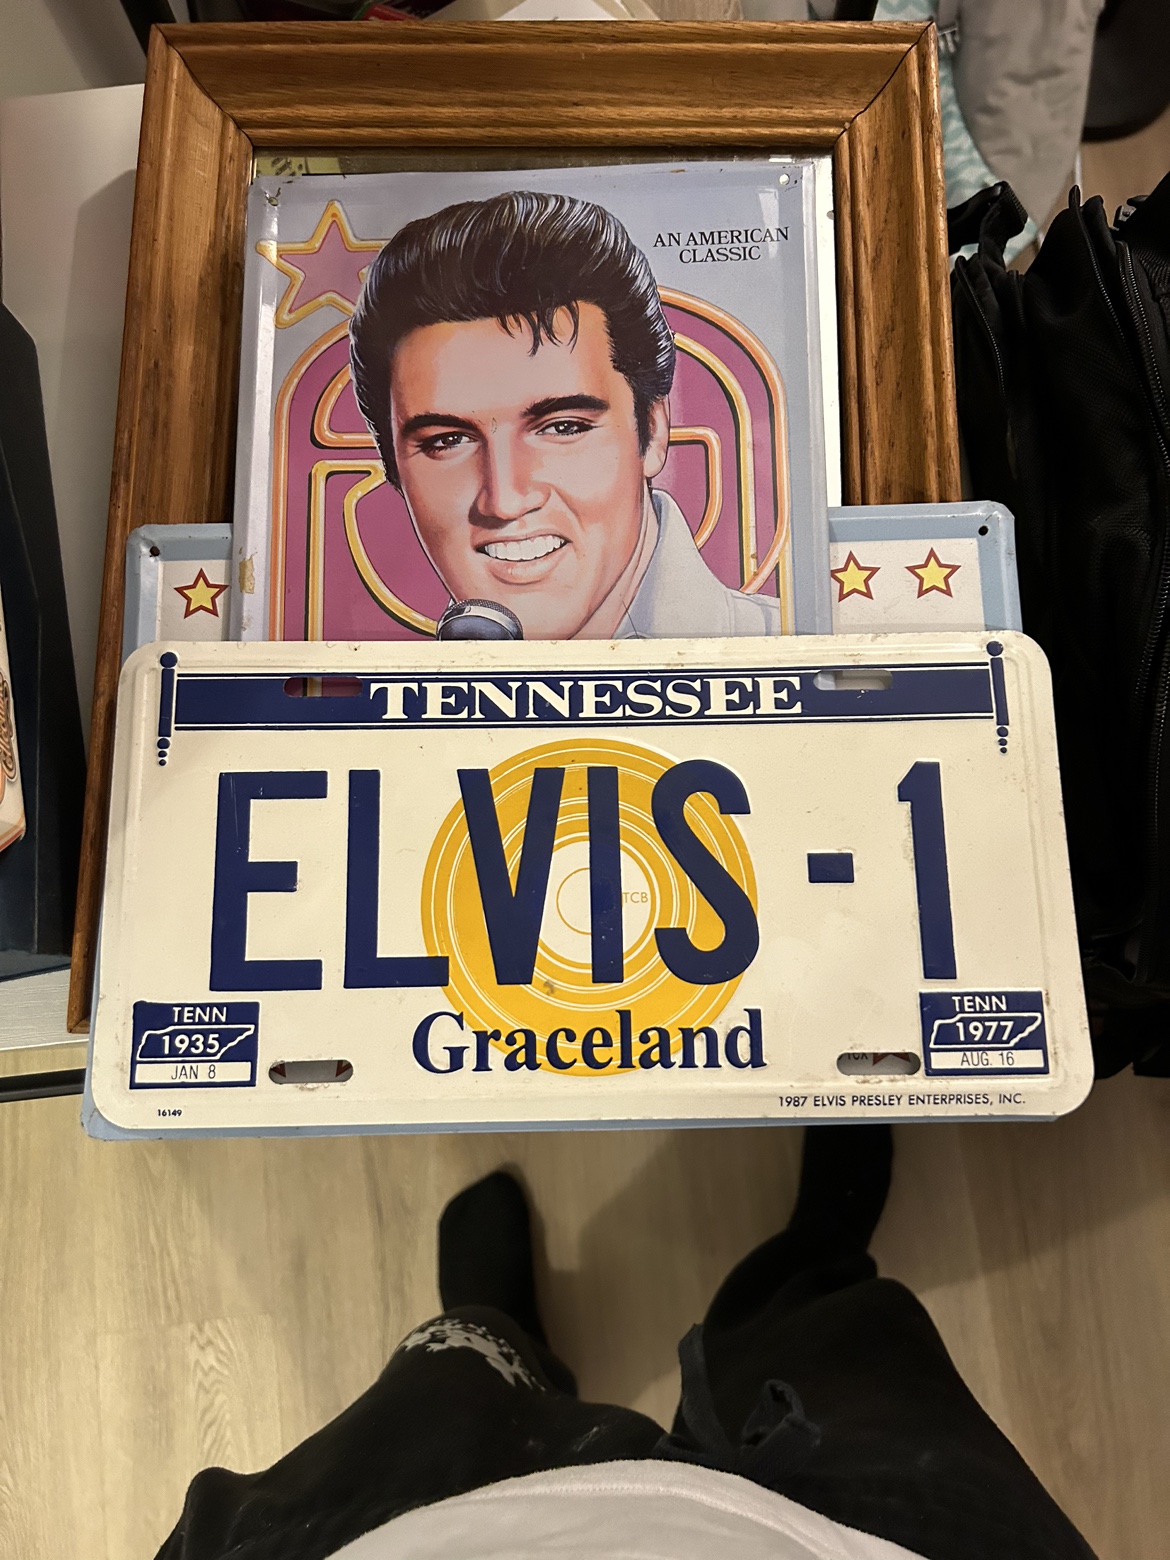 AN AMERICAN
CLASSIC
TENNESSEE
ELVIS-1
TCB
Graceland
TENN
1935
JAN 8
TENN
1977
AUG. 16
16149
1987 ELVIS PRESLEY ENTERPRISES, INC.